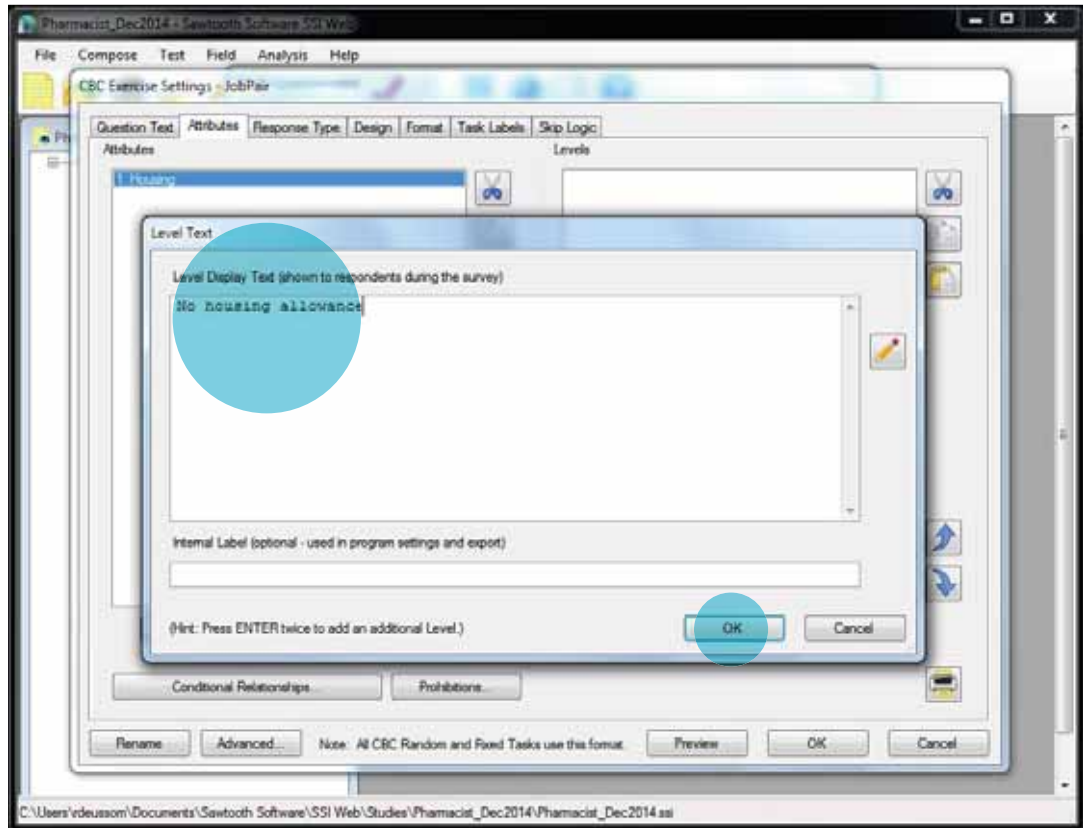 Pharmacist_Dec2014 - Sawtooth Software SSI Web
File Compose Test Field Analysis Help
CBC Exercise Settings - JobPair
Question Text Attributes Response Type Design Format Task Labels Skip Logic
Attributes Levels
1 Housing
Level Text
Level Display Text (shown to respondents during the survey)
No housing allowance
Internal Label (optional - used in program settings and export)
(Hint: Press ENTER twice to add an additional Level.) OK Cancel
Conditional Relationships... Prohibitions...
Rename Advanced... Note: All CBC Random and Fixed Tasks use this format. Preview OK Cancel
C:\Users\rdeussom\Documents\Sawtooth Software\SSI Web\Studies\Pharmacist_Dec2014\Pharmacist_Dec2014.ssi